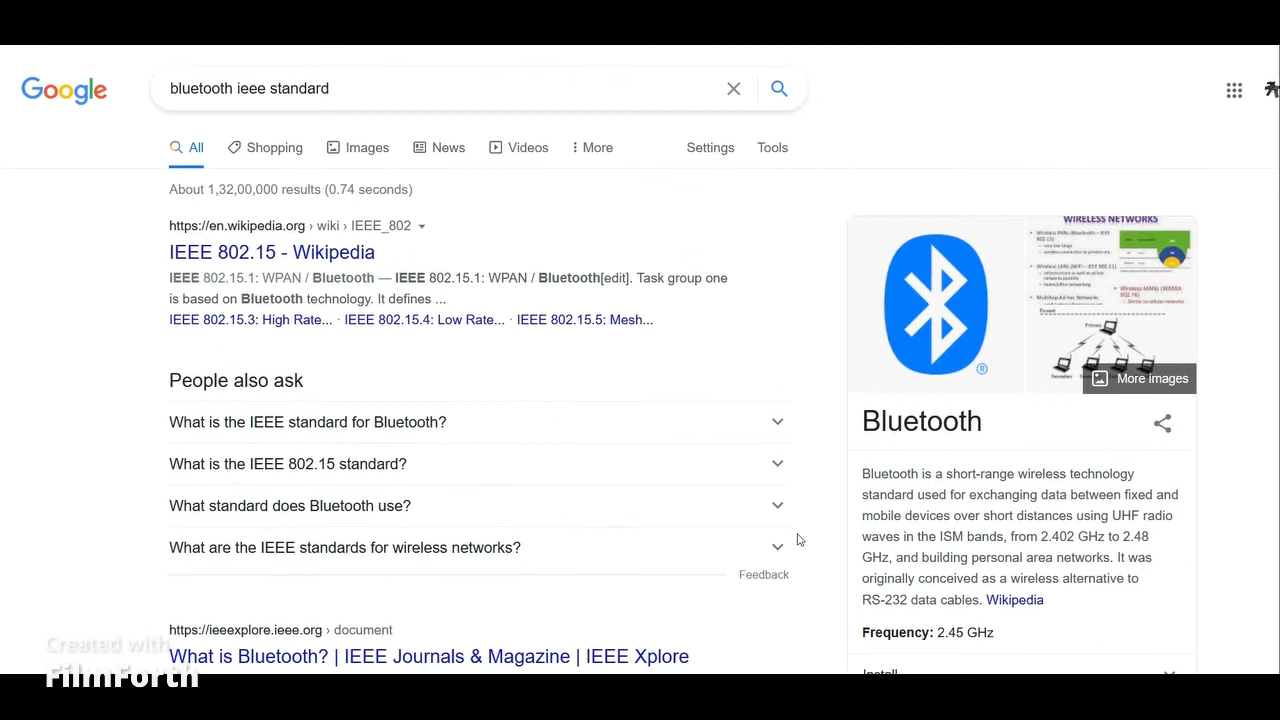 Google
bluetooth ieee standard
All Shopping Images News Videos More Settings Tools
About 1,32,00,000 results (0.74 seconds)
https://en.wikipedia.org › wiki › IEEE_802
IEEE 802.15 - Wikipedia
IEEE 802.15.1: WPAN / Bluetooth — IEEE 802.15.1: WPAN / Bluetooth[edit]. Task group one
is based on Bluetooth technology. It defines ...
IEEE 802.15.3: High Rate... · IEEE 802.15.4: Low Rate... · IEEE 802.15.5: Mesh...
People also ask
What is the IEEE standard for Bluetooth?
What is the IEEE 802.15 standard?
What standard does Bluetooth use?
What are the IEEE standards for wireless networks?
Feedback
https://ieeexplore.ieee.org › document
What is Bluetooth? | IEEE Journals & Magazine | IEEE Xplore
WIRELESS NETWORKS
Primary
More images
Bluetooth
Bluetooth is a short-range wireless technology
standard used for exchanging data between fixed and
mobile devices over short distances using UHF radio
waves in the ISM bands, from 2.402 GHz to 2.48
GHz, and building personal area networks. It was
originally conceived as a wireless alternative to
RS-232 data cables. Wikipedia
Frequency: 2.45 GHz
Install
Created with
FilmForth